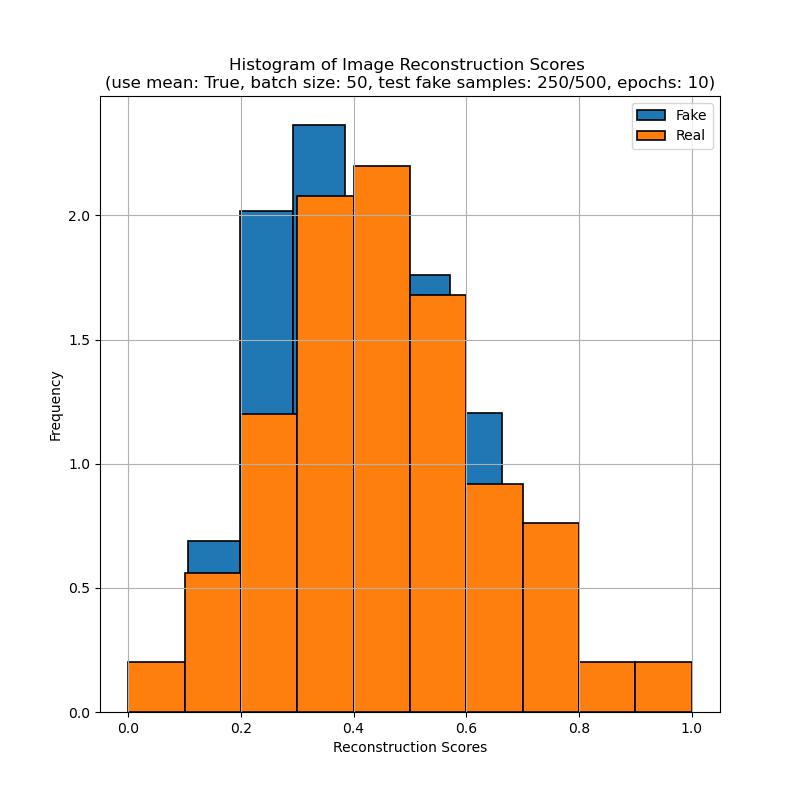 Histogram of Image Reconstruction Scores
(use mean: True, batch size: 50, test fake samples: 250/500, epochs: 10)
Fake
Real
2.0
1.5
1.0
0.5
0.0
Frequency
0.0 0.2 0.4 0.6 0.8 1.0
Reconstruction Scores